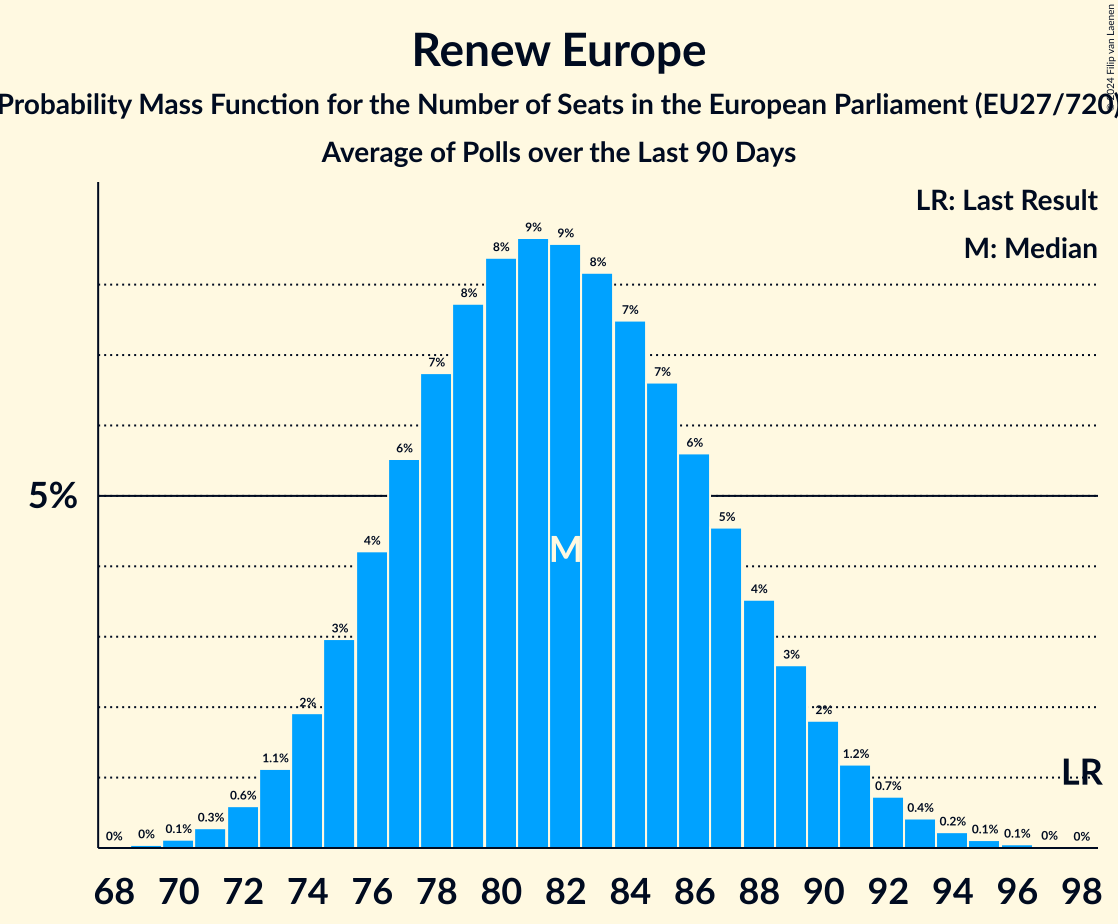 Renew Europe
Probability Mass Function for the Number of Seats in the European Parliament (EU27/720)
Average of Polls over the Last 90 Days
© 2024 Filip van Laenen
LR: Last Result
M: Median
5%
0% 0% 0.1% 0.3% 0.6% 1.1% 2% 3% 4% 6% 7% 8% 8% 9% 9% 8% 7% 7% 6% 5% 4% 3% 2% 1.2% 0.7% 0.4% 0.2% 0.1% 0.1% 0% 0%
M
LR
68 70 72 74 76 78 80 82 84 86 88 90 92 94 96 98